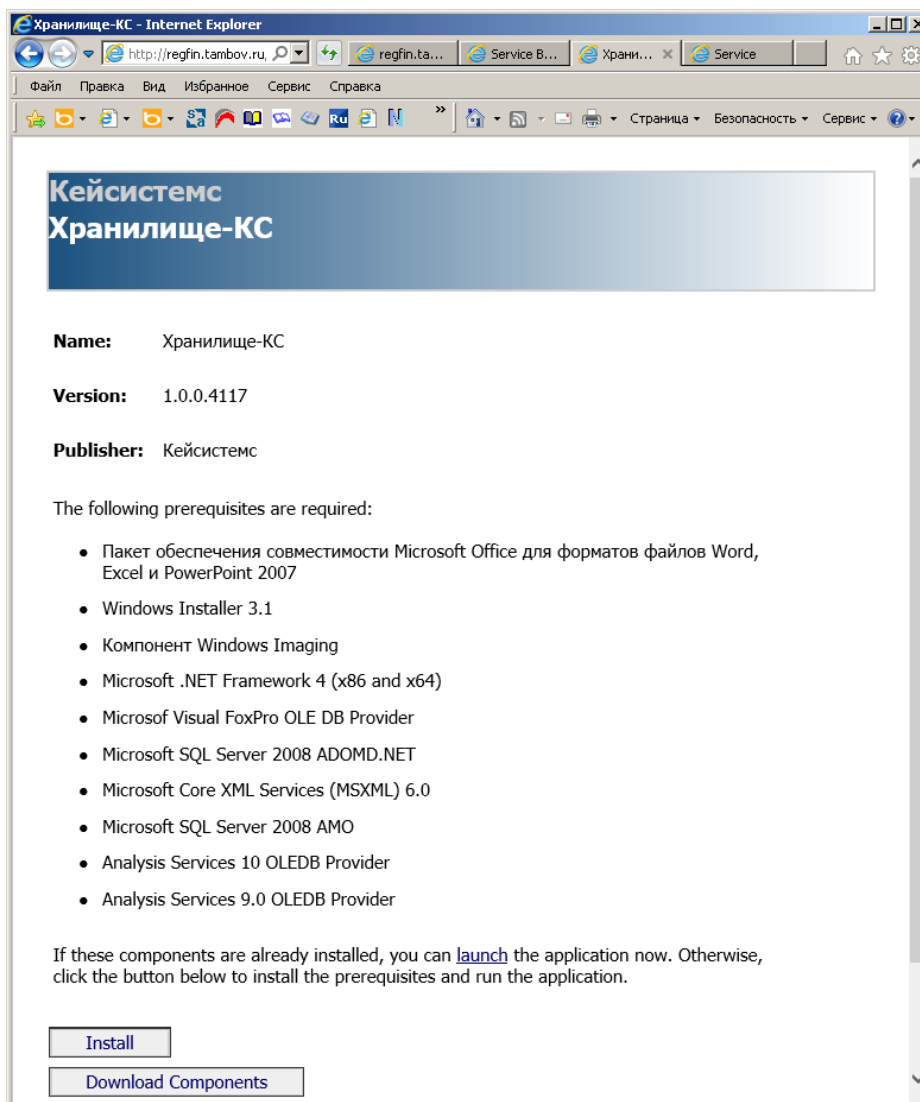 Хранилище-КС - Internet Explorer
http://regfin.tambov.ru,
regfin.ta...
Service B...
Храни...
Service
Файл Правка Вид Избранное Сервис Справка
Ru
N
»
Страница
Безопасность
Сервис
Кейсистемс
Хранилище-КС
Name: Хранилище-КС
Version: 1.0.0.4117
Publisher: Кейсистемс
The following prerequisites are required:
• Пакет обеспечения совместимости Microsoft Office для форматов файлов Word,
Excel и PowerPoint 2007
• Windows Installer 3.1
• Компонент Windows Imaging
• Microsoft .NET Framework 4 (x86 and x64)
• Microsof Visual FoxPro OLE DB Provider
• Microsoft SQL Server 2008 ADOMD.NET
• Microsoft Core XML Services (MSXML) 6.0
• Microsoft SQL Server 2008 AMO
• Analysis Services 10 OLEDB Provider
• Analysis Services 9.0 OLEDB Provider
If these components are already installed, you can launch the application now. Otherwise,
click the button below to install the prerequisites and run the application.
Install
Download Components